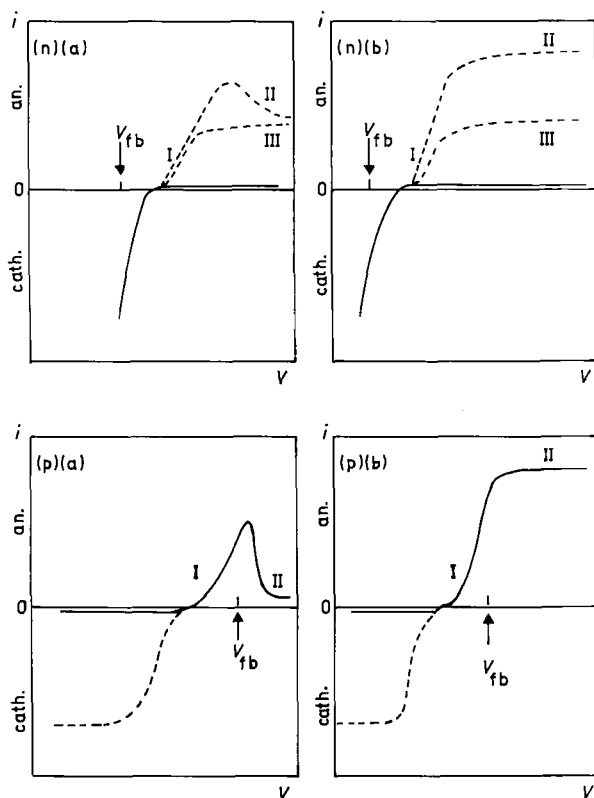 i
(n)(a)
II
an.
V_fb
I
III
0
cath.
V
i
(n)(b)
II
an.
V_fb
I
III
0
cath.
V
i
(p)(a)
an.
I
II
0
V_fb
cath.
V
i
(p)(b)
II
an.
I
0
V_fb
cath.
V